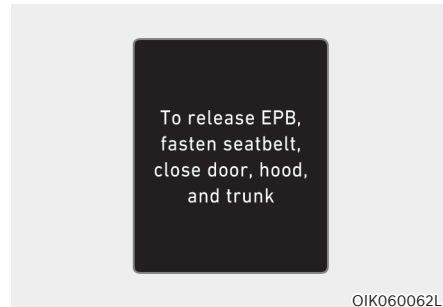 To release EPB,
fasten seatbelt,
close door, hood,
and trunk
OIK060062L